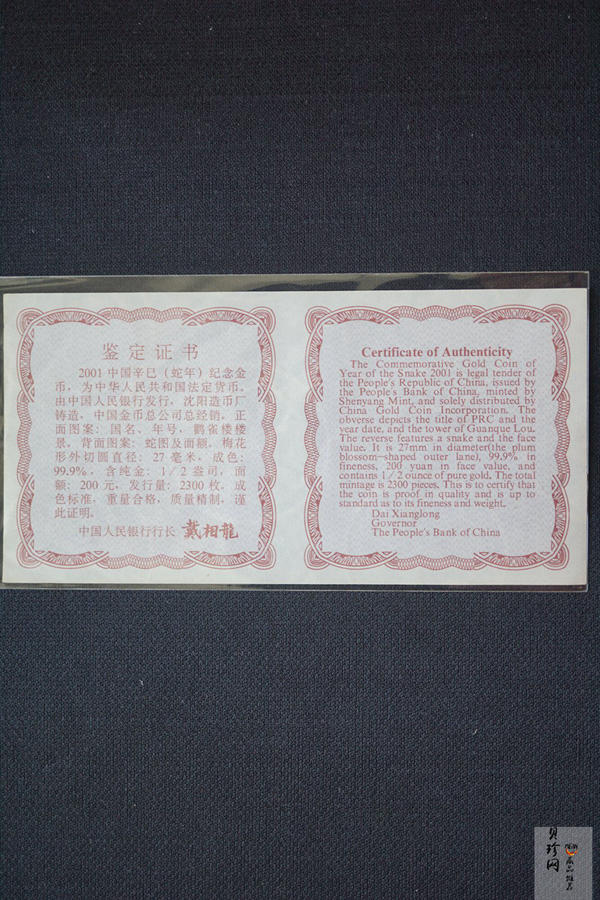 鉴定证书
2001中国辛巳（蛇年）纪念金
币，为中华人民共和国法定货币。
由中国人民银行发行，沈阳造币厂
铸造，中国金币总公司总经销。正
面图案：国名、年号，鹳雀楼楼
景，背面图案：蛇图及面额，梅花
形外切圆直径：27毫米，成色：
99.9%，含纯金：1／2盎司，面
额：200元，发行量：2300枚。成
色标准，重量合格，质量精制，谨
此证明。
中国人民银行行长 戴相龍
Certificate of Authenticity
The Commemorative Gold Coin of
Year of the Snake 2001 is legal tender of
the People's Republic of China, issued by
the People's Bank of China, minted by
Shenyang Mint, and solely distributed by
China Gold Coin Incorporation. The
obverse depicts the title of PRC and the
year date, and the tower of Guanque Lou.
The reverse features a snake and the face
value. It is 27mm in diameter(the plum
blossom-shaped outer lane), 99.9% in
fineness, 200 yuan in face value, and
contains 1/2 ounce of pure gold. The total
mintage is 2300 pieces. This is to certify that
the coin is proof in quality and is up to
standard as to its fineness and weight.
Dai Xianglong
Governor
The People's Bank of China
贝珍网